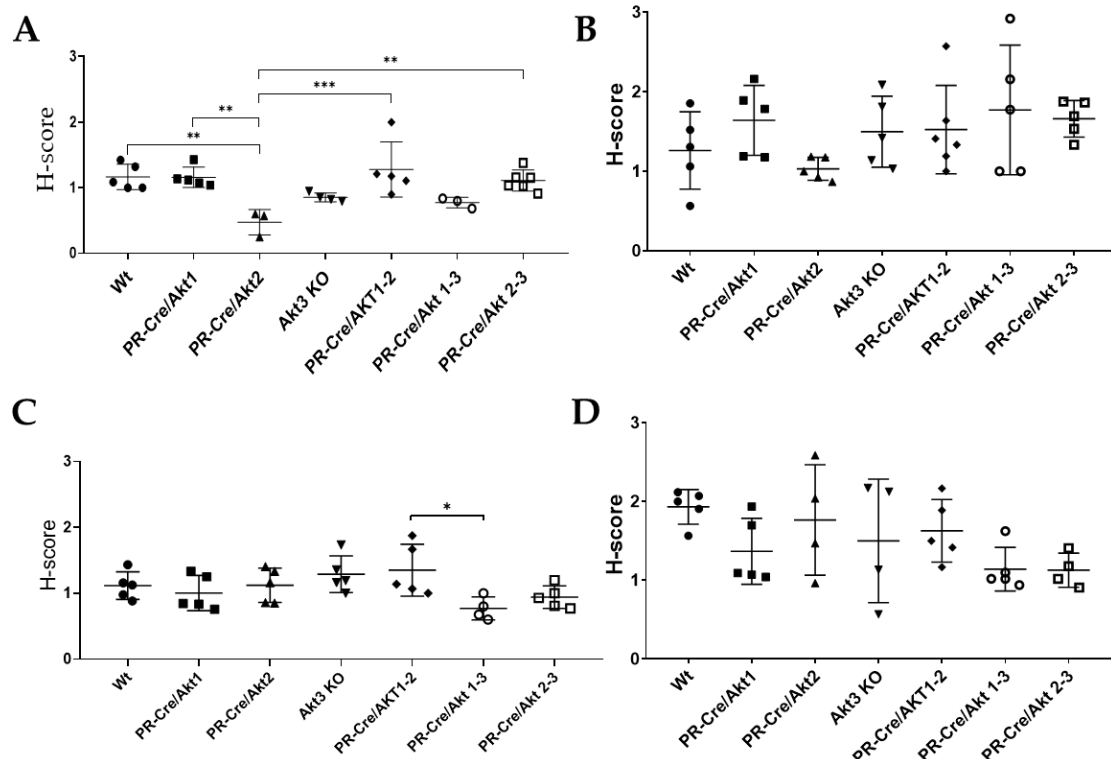 A
H-score
3
2
1
0
**
**
***
**
Wt
PR-Cre/Akt1
PR-Cre/Akt2
Akt3 KO
PR-Cre/AKT1-2
PR-Cre/Akt 1-3
PR-Cre/Akt 2-3
B
H-score
3
2
1
0
Wt
PR-Cre/Akt1
PR-Cre/Akt2
Akt3 KO
PR-Cre/AKT1-2
PR-Cre/Akt 1-3
PR-Cre/Akt 2-3
C
H-score
3
2
1
0
*
Wt
PR-Cre/Akt1
PR-Cre/Akt2
Akt3 KO
PR-Cre/AKT1-2
PR-Cre/Akt 1-3
PR-Cre/Akt 2-3
D
H-score
3
2
1
0
Wt
PR-Cre/Akt1
PR-Cre/Akt2
Akt3 KO
PR-Cre/AKT1-2
PR-Cre/Akt 1-3
PR-Cre/Akt 2-3